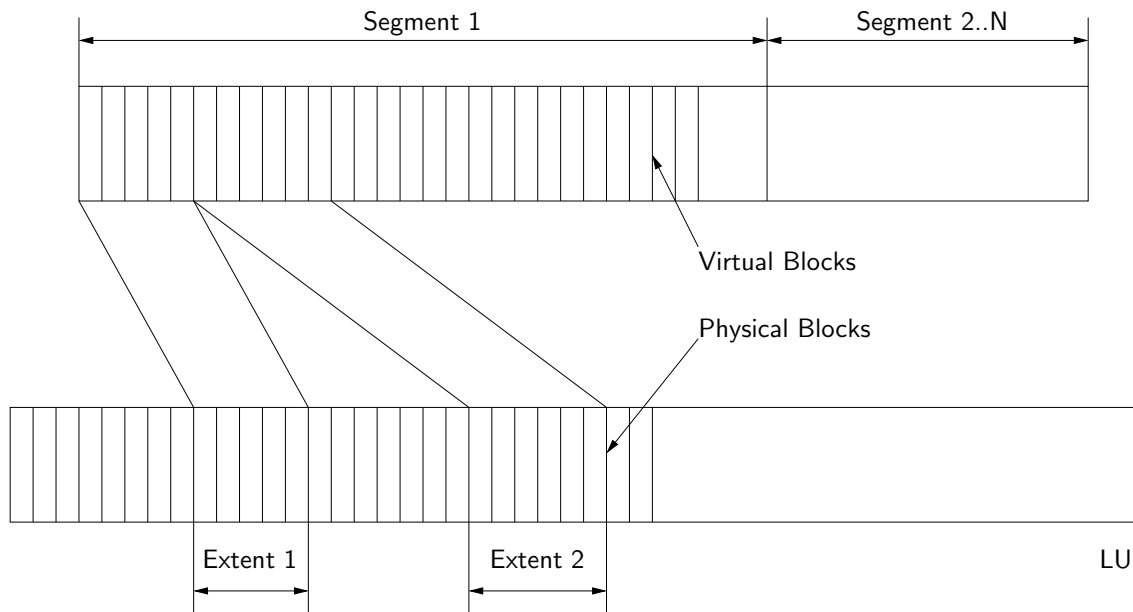 Segment 1
Segment 2..N
Virtual Blocks
Physical Blocks
Extent 1
Extent 2
LU